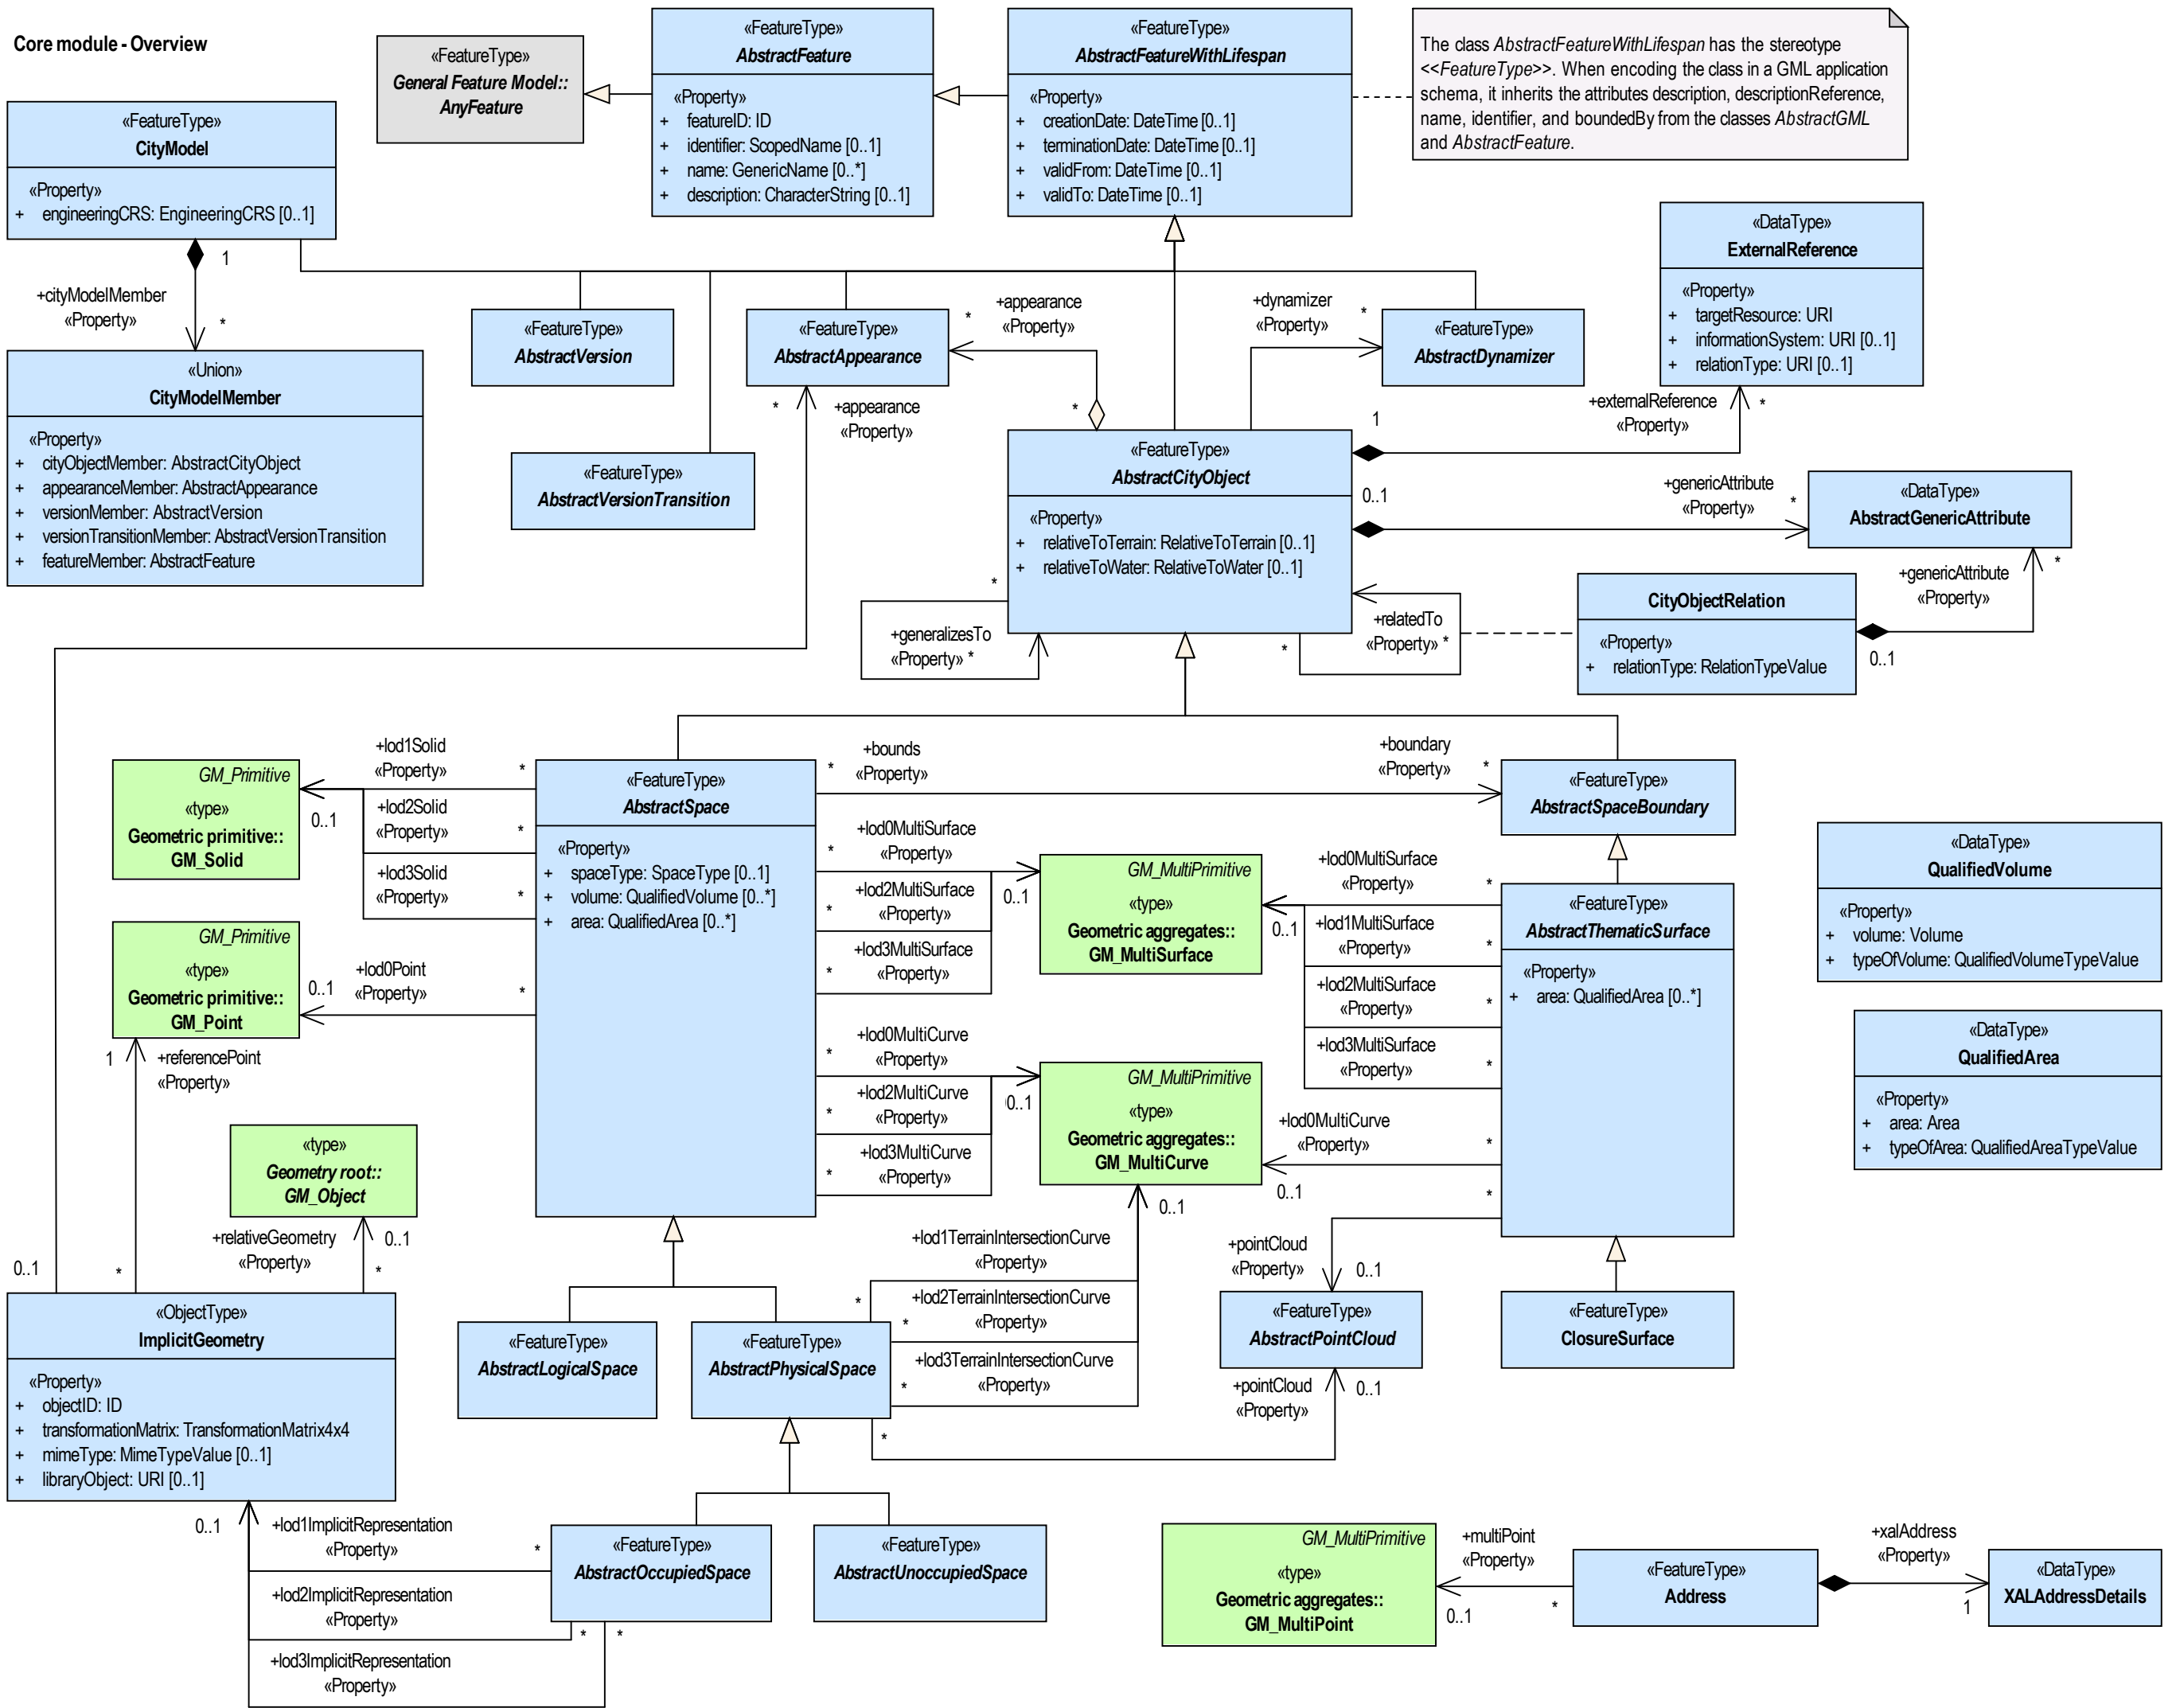 Core module - Overview
«FeatureType»
General Feature Model::
AnyFeature
«FeatureType»
AbstractFeature
«Property»
+ featureID: ID
+ identifier: ScopedName [0..1]
+ name: GenericName [0..*]
+ description: CharacterString [0..1]
«FeatureType»
AbstractFeatureWithLifespan
«Property»
+ creationDate: DateTime [0..1]
+ terminationDate: DateTime [0..1]
+ validFrom: DateTime [0..1]
+ validTo: DateTime [0..1]
The class AbstractFeatureWithLifespan has the stereotype
<<FeatureType>>. When encoding the class in a GML application
schema, it inherits the attributes description, descriptionReference,
name, identifier, and boundedBy from the classes AbstractGML
and AbstractFeature.
«FeatureType»
CityModel
«Property»
+ engineeringCRS: EngineeringCRS [0..1]
1
+cityModelMember
«Property»
*
«Union»
CityModelMember
«Property»
+ cityObjectMember: AbstractCityObject
+ appearanceMember: AbstractAppearance
+ versionMember: AbstractVersion
+ versionTransitionMember: AbstractVersionTransition
+ featureMember: AbstractFeature
«FeatureType»
AbstractVersion
«FeatureType»
AbstractAppearance
*
+appearance
«Property»
*
*
+appearance
«Property»
«FeatureType»
AbstractVersionTransition
+dynamizer
«Property»
*
«FeatureType»
AbstractDynamizer
«DataType»
ExternalReference
«Property»
+ targetResource: URI
+ informationSystem: URI [0..1]
+ relationType: URI [0..1]
+externalReference
«Property»
*
1
«FeatureType»
AbstractCityObject
«Property»
+ relativeToTerrain: RelativeToTerrain [0..1]
+ relativeToWater: RelativeToWater [0..1]
0..1
+genericAttribute
«Property»
*
«DataType»
AbstractGenericAttribute
*
+generalizesTo
«Property» *
+relatedTo
«Property» *
*
CityObjectRelation
«Property»
+ relationType: RelationTypeValue
+genericAttribute
«Property»
*
0..1
GM_Primitive
«type»
Geometric primitive::
GM_Solid
+lod1Solid
«Property»
*
0..1
+lod2Solid
«Property»
*
+lod3Solid
«Property»
*
GM_Primitive
«type»
Geometric primitive::
GM_Point
+lod0Point
«Property»
0..1
*
1
+referencePoint
«Property»
*
«FeatureType»
AbstractSpace
«Property»
+ spaceType: SpaceType [0..1]
+ volume: QualifiedVolume [0..*]
+ area: QualifiedArea [0..*]
+bounds
«Property»
*
+boundary
«Property»
*
«FeatureType»
AbstractSpaceBoundary
+lod0MultiSurface
«Property»
*
+lod2MultiSurface
«Property»
*
+lod3MultiSurface
«Property»
*
0..1
GM_MultiPrimitive
«type»
Geometric aggregates::
GM_MultiSurface
+lod0MultiSurface
«Property»
*
0..1
+lod1MultiSurface
«Property»
*
+lod2MultiSurface
«Property»
*
+lod3MultiSurface
«Property»
*
«FeatureType»
AbstractThematicSurface
«Property»
+ area: QualifiedArea [0..*]
«DataType»
QualifiedVolume
«Property»
+ volume: Volume
+ typeOfVolume: QualifiedVolumeTypeValue
«DataType»
QualifiedArea
«Property»
+ area: Area
+ typeOfArea: QualifiedAreaTypeValue
+lod0MultiCurve
«Property»
*
+lod2MultiCurve
«Property»
*
+lod3MultiCurve
«Property»
*
0..1
GM_MultiPrimitive
«type»
Geometric aggregates::
GM_MultiCurve
+lod0MultiCurve
«Property»
*
0..1
«type»
Geometry root::
GM_Object
+relativeGeometry
«Property»
0..1
*
0..1
«ObjectType»
ImplicitGeometry
«Property»
+ objectID: ID
+ transformationMatrix: TransformationMatrix4x4
+ mimeType: MimeTypeValue [0..1]
+ libraryObject: URI [0..1]
«FeatureType»
AbstractLogicalSpace
«FeatureType»
AbstractPhysicalSpace
+lod1TerrainIntersectionCurve
«Property»
*
+lod2TerrainIntersectionCurve
«Property»
*
+lod3TerrainIntersectionCurve
«Property»
*
0..1
*
+pointCloud
«Property»
0..1
«FeatureType»
AbstractPointCloud
+pointCloud
«Property»
0..1
*
«FeatureType»
ClosureSurface
0..1
+lod1ImplicitRepresentation
«Property»
*
+lod2ImplicitRepresentation
«Property»
*
+lod3ImplicitRepresentation
«Property»
*
«FeatureType»
AbstractOccupiedSpace
«FeatureType»
AbstractUnoccupiedSpace
GM_MultiPrimitive
«type»
Geometric aggregates::
GM_MultiPoint
+multiPoint
«Property»
0..1
*
«FeatureType»
Address
+xalAddress
«Property»
1
«DataType»
XALAddressDetails